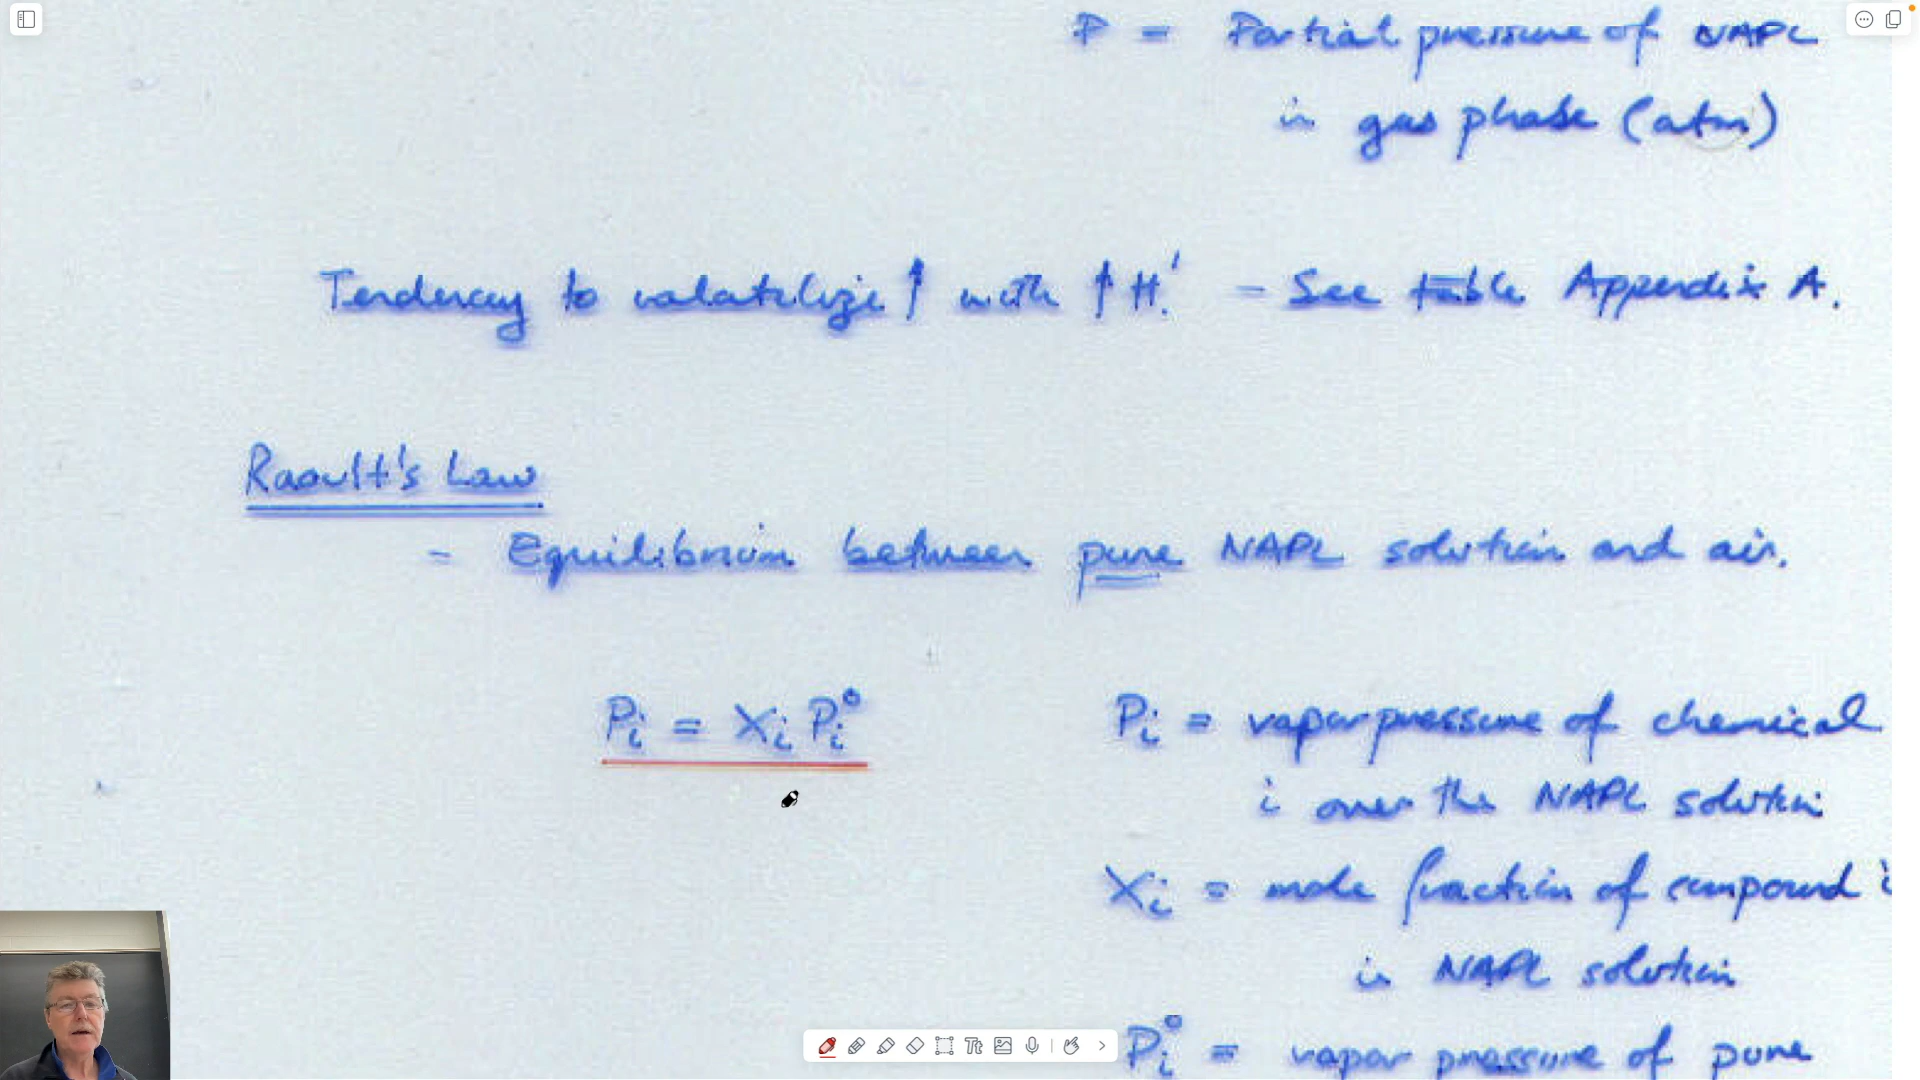 P = Partial pressure of NAPL
in gas phase (atm)
Tendency to volatilize ↑ with ↑ H.' - See table Appendix A.
Raoult's Law
- Equilibrium between pure NAPL solution and air.
Pi = Xi Pi°
Pi = vapor pressure of chemical
i over the NAPL solution
Xi = mole fraction of compound i
in NAPL solution
Pi° = vapor pressure of pure
Tt